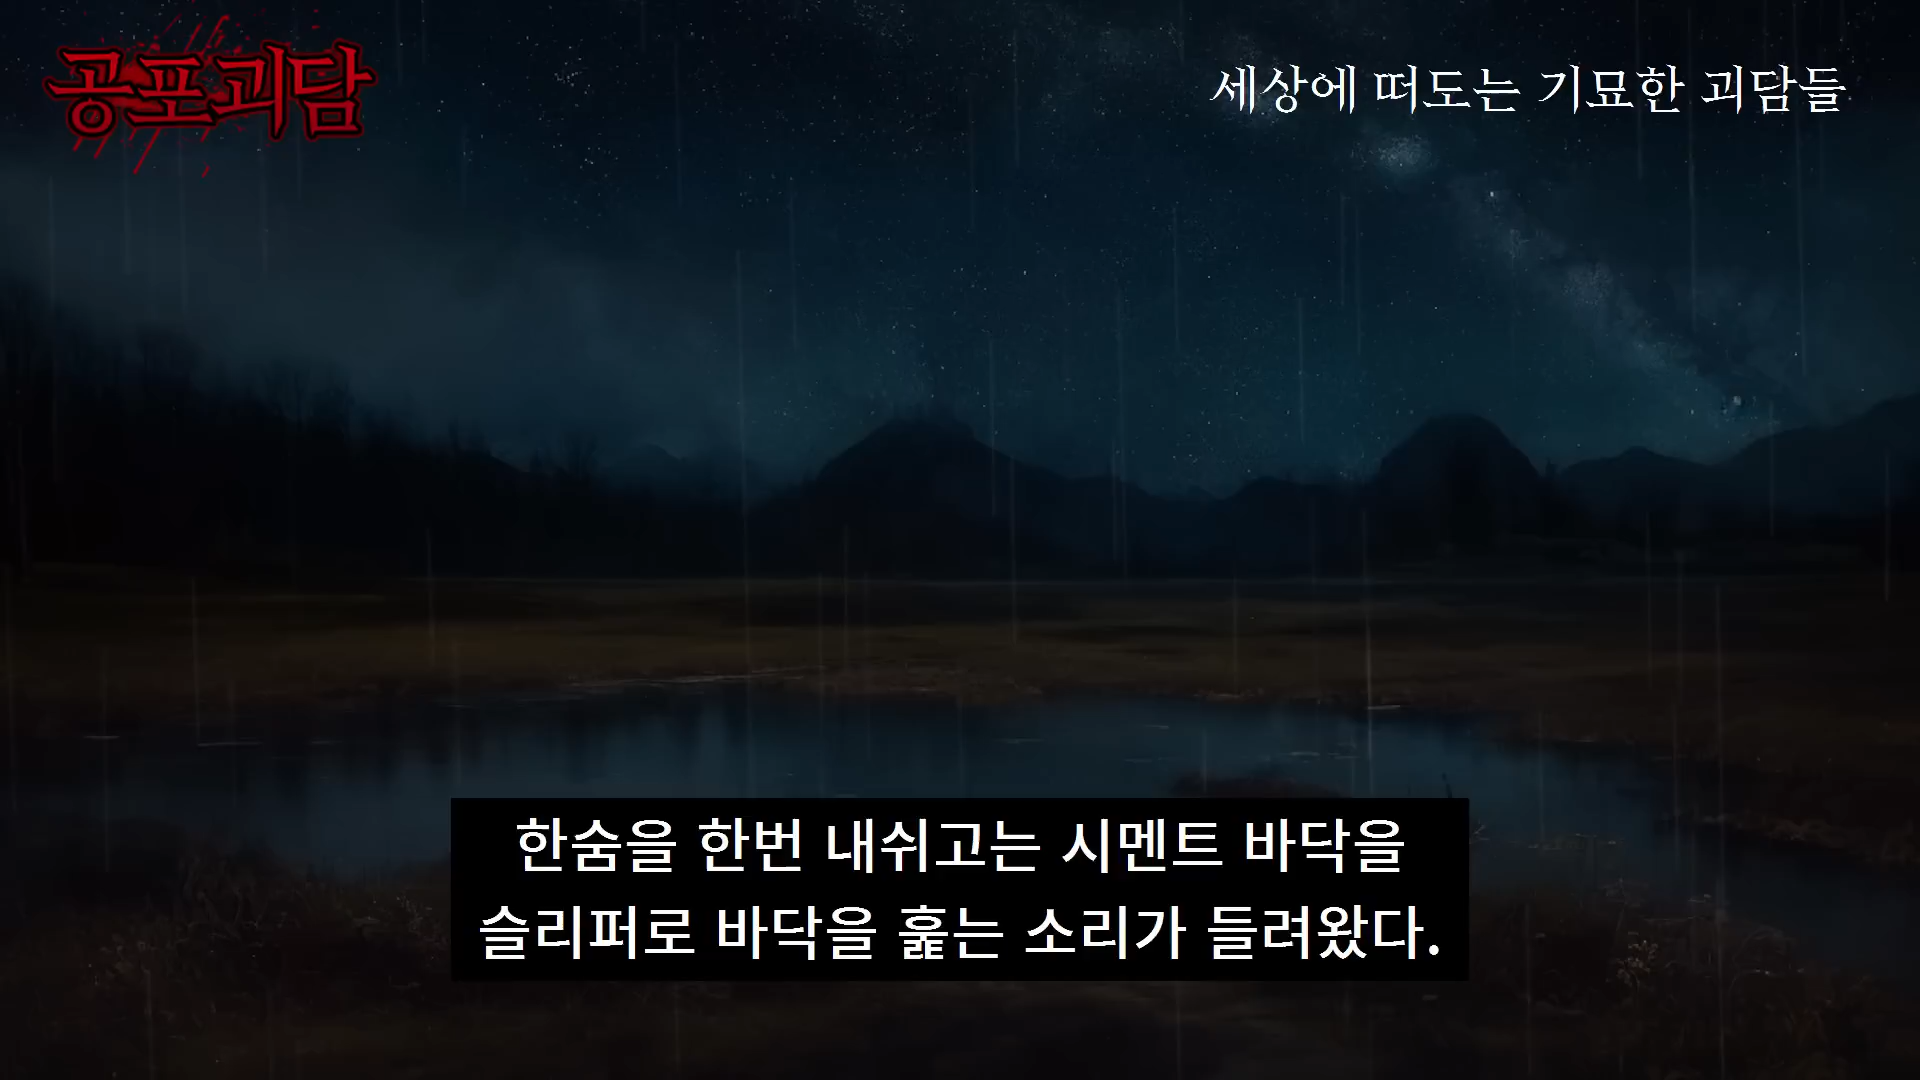 공포괴담
세상에 떠도는 기묘한 괴담들
한숨을 한번 내쉬고는 시멘트 바닥을
슬리퍼로 바닥을 훑는 소리가 들려왔다.